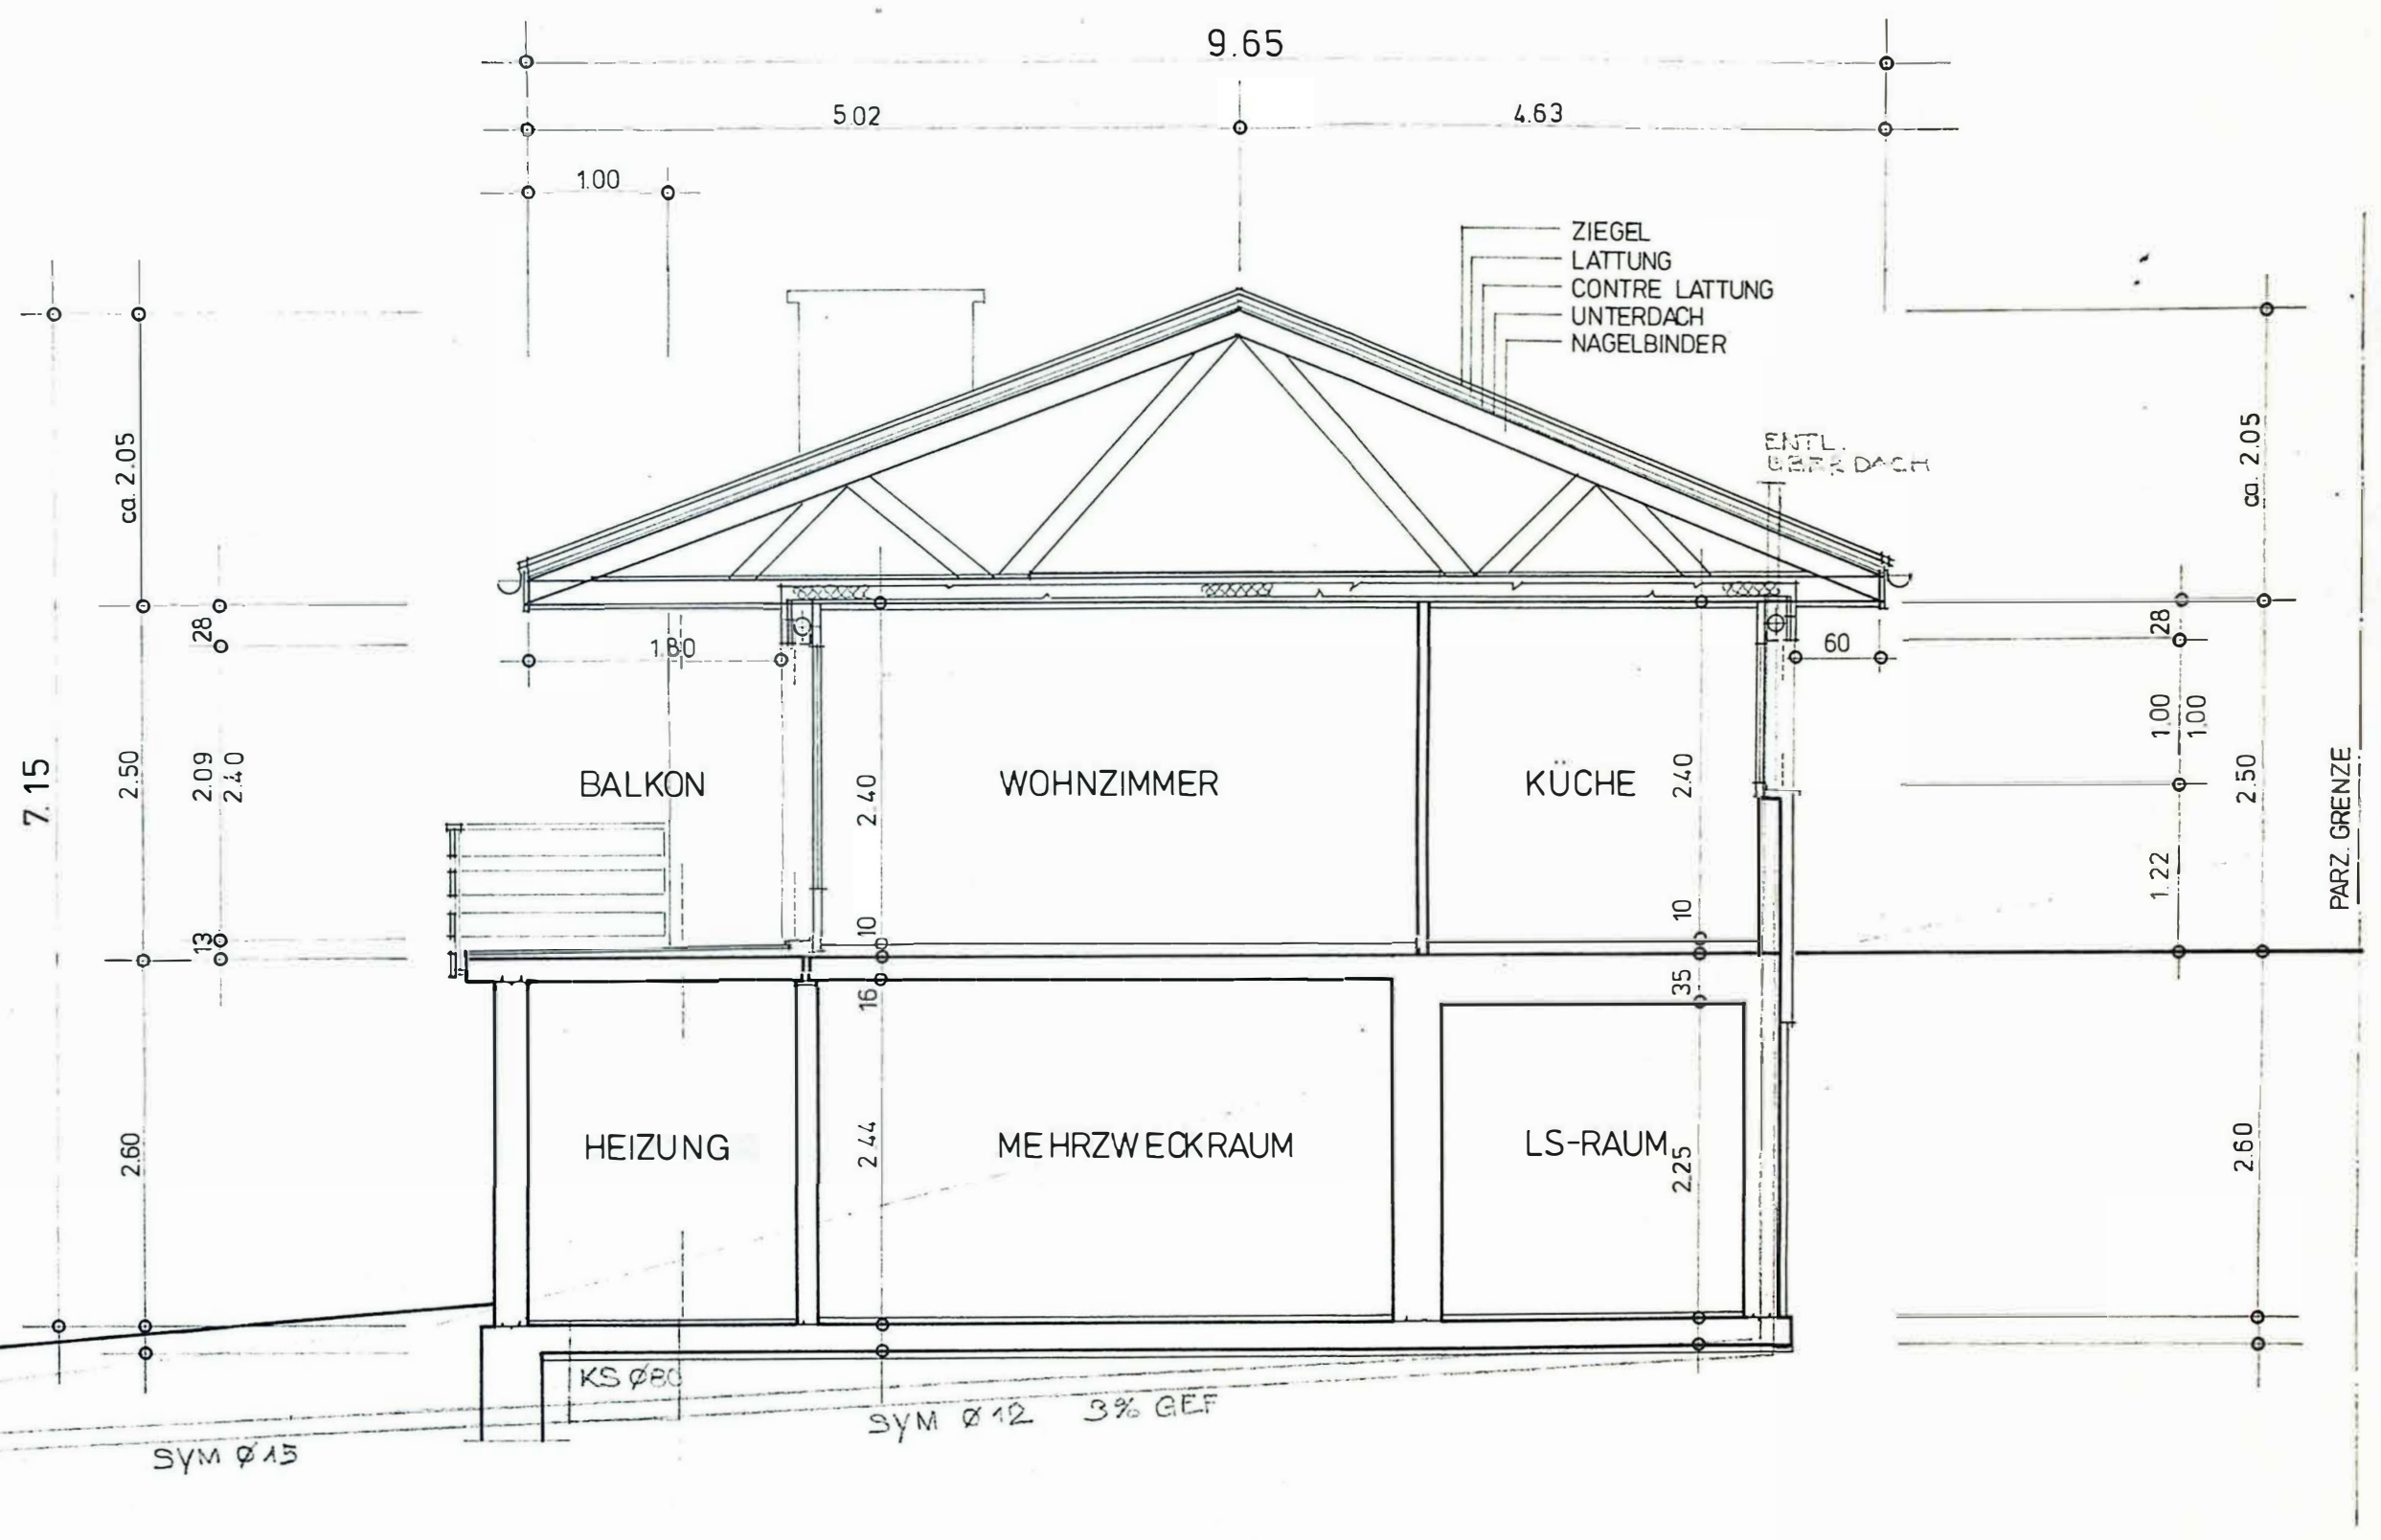 9.65
5.02
4.63
1.00
ZIEGEL
LATTUNG
CONTRE LATTUNG
UNTERDACH
NAGELBINDER
ENTL.
ÜBER DACH
ca. 2.05
ca. 2.05
28
28
1.80
60
7.15
2.50
2.09
2.40
BALKON
2.40
WOHNZIMMER
KÜCHE
2.40
1.00
1.00
2.50
PARZ. GRENZE
1.22
13
10
10
16
35
2.60
HEIZUNG
2.44
MEHRZWECKRAUM
LS-RAUM
2.25
2.60
KS Ø80
SYM Ø12 3% GEF
SYM Ø15